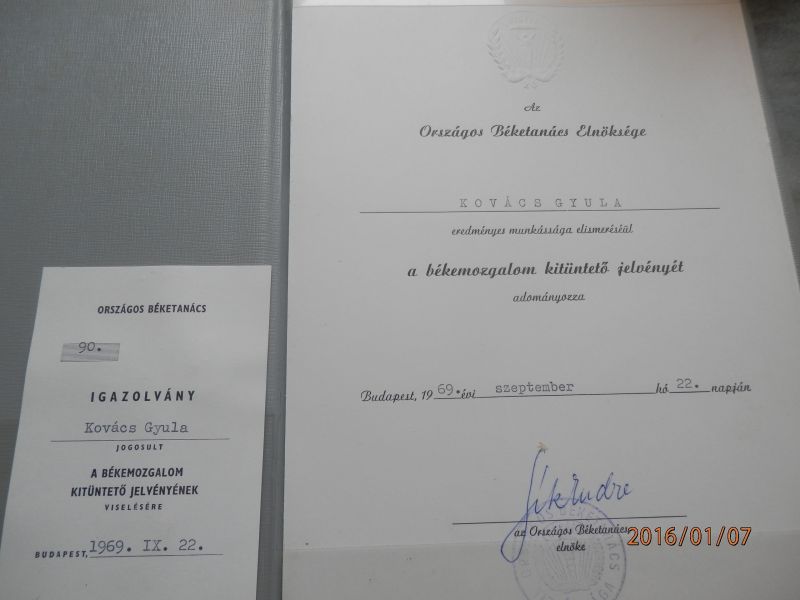 ORSZÁGOS BÉKETANÁCS
90.
IGAZOLVÁNY
Kovács Gyula
JOGOSULT
A BÉKEMOZGALOM
KITÜNTETŐ JELVÉNYÉNEK
VISELÉSÉRE
BUDAPEST, 1969. IX. 22.
Az
Országos Béketanács Elnöksége
KOVÁCS GYULA
eredményes munkássága elismeréséül
a békemozgalom kitüntető jelvényét
adományozza
Budapest, 1969. évi szeptember hó 22. napján
Sík Endre
az Országos Béketanács
elnöke
2016/01/07